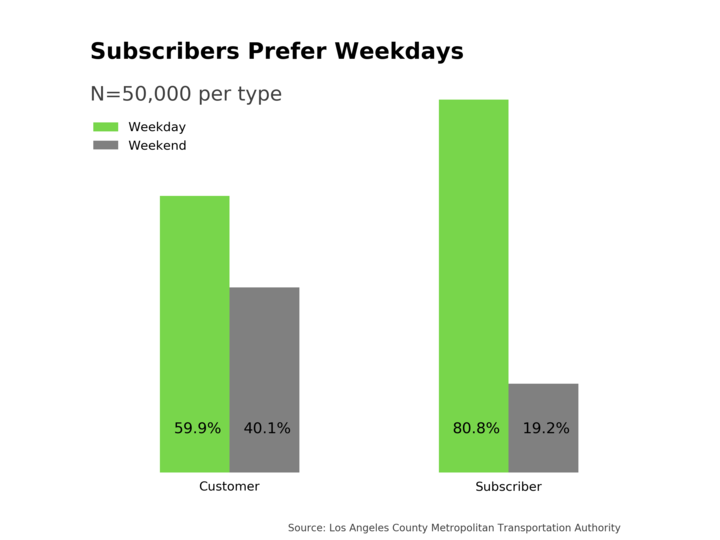 Subscribers Prefer Weekdays
N=50,000 per type
Weekday
Weekend
59.9% 40.1% 80.8% 19.2%
Customer Subscriber
Source: Los Angeles County Metropolitan Transportation Authority